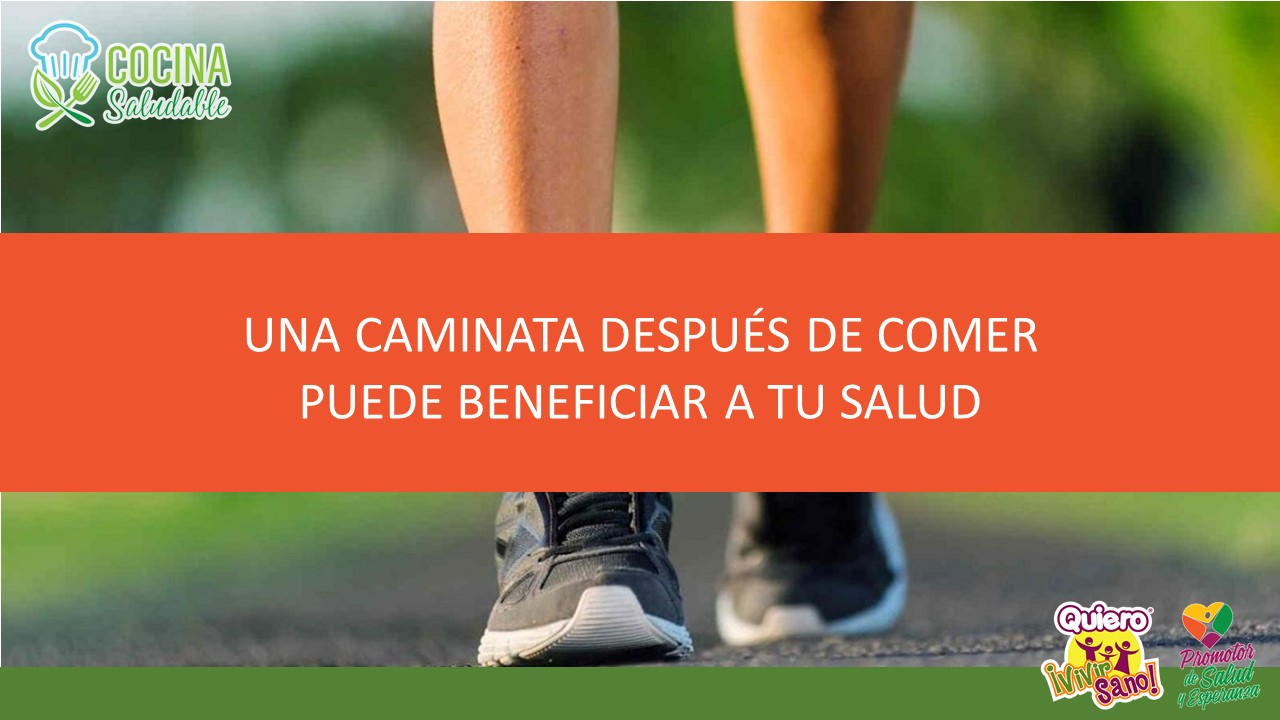 COCINA
Saludable
UNA CAMINATA DESPUÉS DE COMER
PUEDE BENEFICIAR A TU SALUD
Quiero®
¡Vivir
Sano!
Promotor
de Salud
y Esperanza